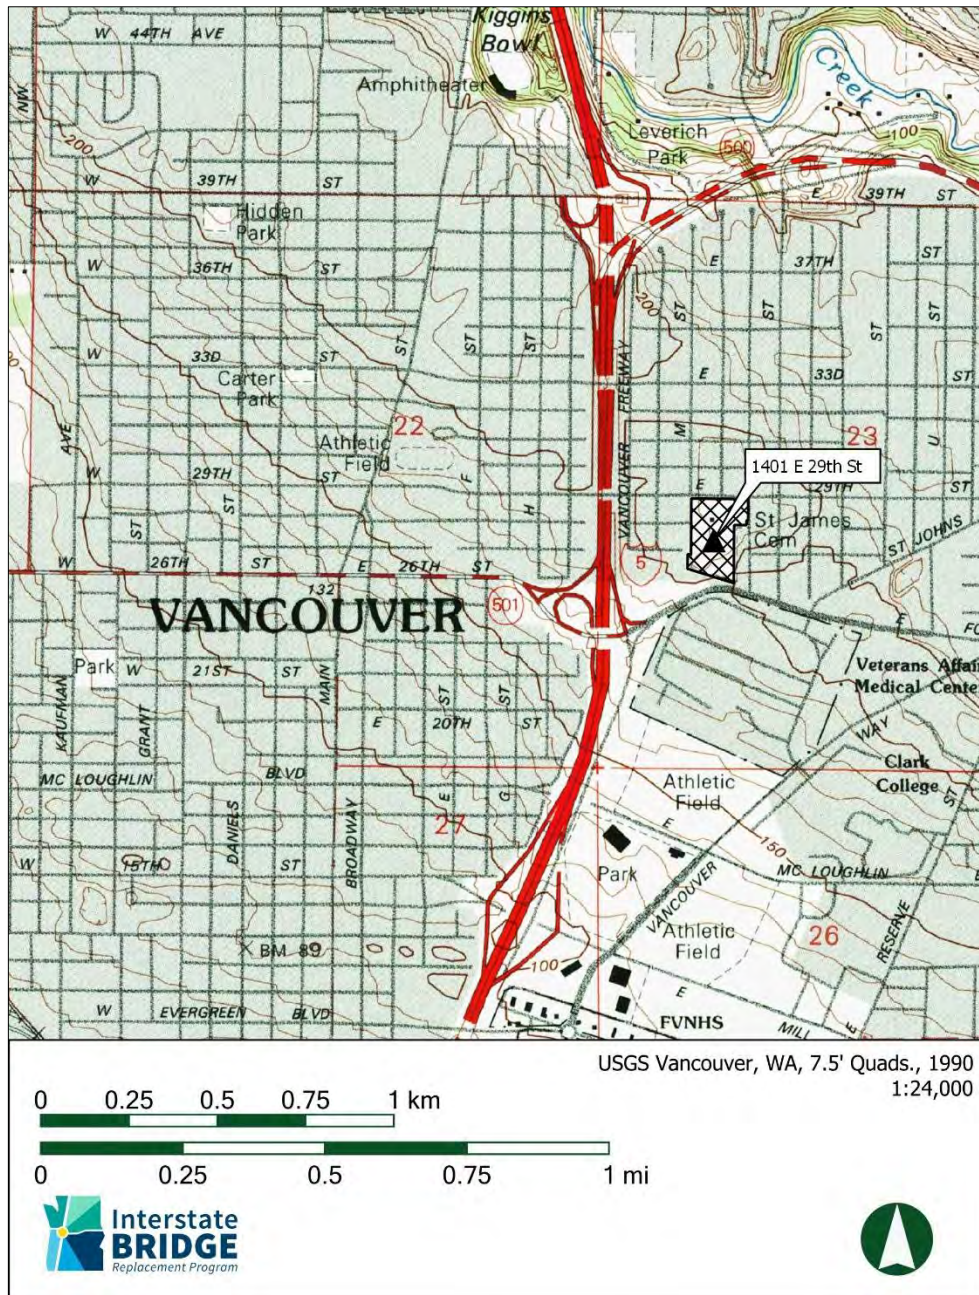 Kiggins
Bowl
W 44TH AVE
NW
Amphitheater
Creek
100
Leverich
Park
500
200
W 39TH ST
E 39TH ST
Hidden
Park
W 36TH ST
E 37TH ST
200
ST
ST
ST
ST
ST
ST
ST
W 33D ST
E 33D
Carter
Park
VANCOUVER FREEWAY
M
22
23
AVE
U
Athletic
Field
1401 E 29th St
W 29TH ST
E 29TH ST
F
H
ST
ST
St James
Cem
ST JOHNS
W 26TH ST E 26TH ST
5
132
501
VANCOUVER
E
Park
W 21ST ST
Veterans Affai
Medical Cente
KAUFMAN
GRANT
MAIN
ST
ST
E 20TH ST
WAY
MC LOUGHLIN BLVD
Clark
College
Athletic
Field
E
G
ST
DANIELS
BROADWAY
27
E
150
W 15TH ST
MC LOUGHLIN
Park
VANCOUVER
Athletic
Field
26
RESERVE
BM 89
100
W EVERGREEN BLVD
E
FVNHS
MILL
E
USGS Vancouver, WA, 7.5' Quads., 1990
1:24,000
0 0.25 0.5 0.75 1 km
0 0.25 0.5 0.75 1 mi
Interstate
BRIDGE
Replacement Program